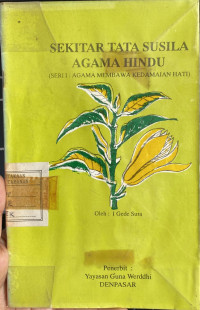 SEKITAR TATA SUSILA
AGAMA HINDU
(SERI I : AGAMA MEMBAWA KEDAMAIAN HATI)
Oleh : I Gede Sura
Penerbit :
Yayasan Guna Werddhi
DENPASAR